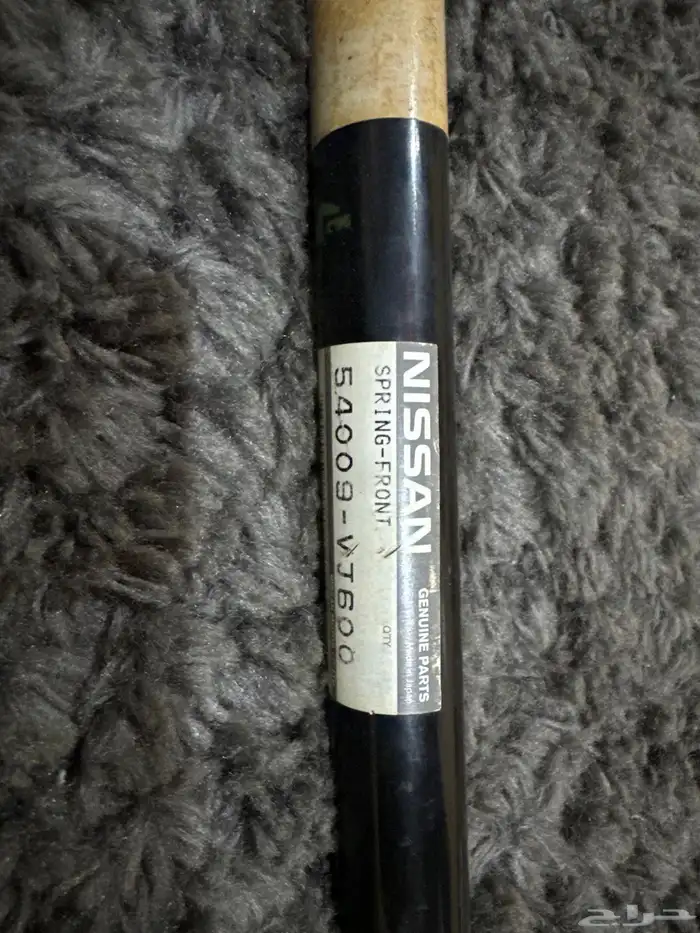 NISSAN
GENUINE PARTS
Made in Japan
SPRING-FRONT
QTY
54009-VJ600
حراج